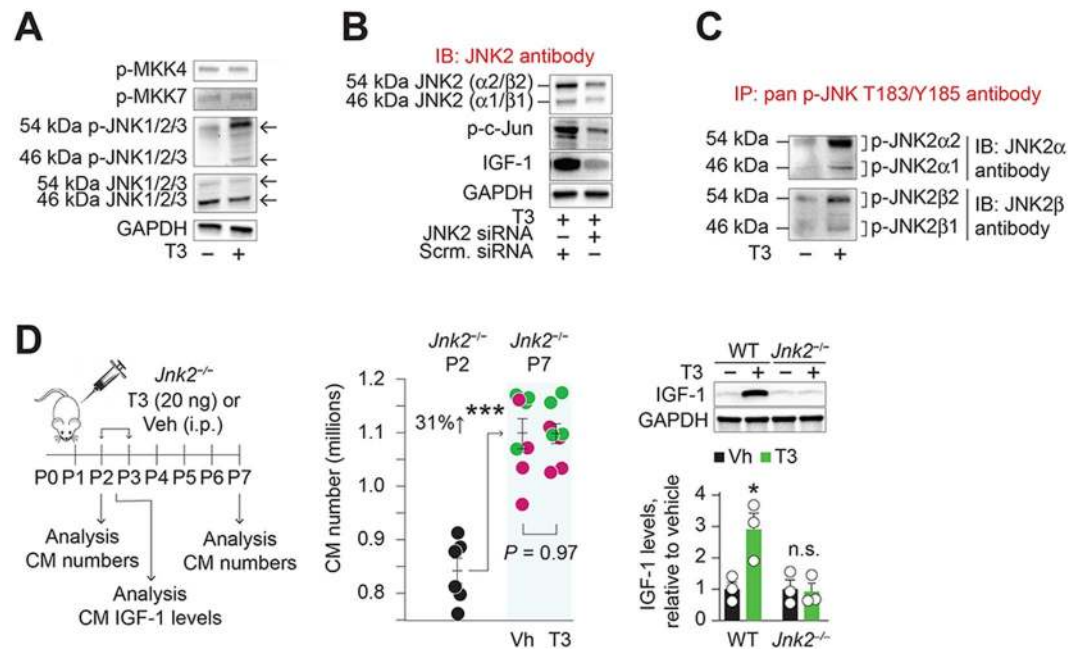 A
p-MKK4
p-MKK7
54 kDa p-JNK1/2/3
46 kDa p-JNK1/2/3
54 kDa JNK1/2/3
46 kDa JNK1/2/3
GAPDH
T3 − +
B
IB: JNK2 antibody
54 kDa JNK2 (α2/β2)
46 kDa JNK2 (α1/β1)
p-c-Jun
IGF-1
GAPDH
T3 + +
JNK2 siRNA − +
Scrm. siRNA + −
C
IP: pan p-JNK T183/Y185 antibody
54 kDa p-JNK2α2
46 kDa p-JNK2α1
IB: JNK2α
antibody
54 kDa p-JNK2β2
46 kDa p-JNK2β1
IB: JNK2β
antibody
T3 − +
D
Jnk2−/−
T3 (20 ng) or
Veh (i.p.)
P0 P1 P2 P3 P4 P5 P6 P7
Analysis
CM numbers
Analysis
CM numbers
Analysis
CM IGF-1 levels
Jnk2−/−
P2
Jnk2−/−
P7
CM number (millions)
1.2
1.1
1.0
0.9
0.8
31%↑
***
P = 0.97
Vh T3
WT Jnk2−/−
T3 − + − +
IGF-1
GAPDH
Vh T3
IGF-1 levels,
relative to vehicle
4
3
2
1
0
*
n.s.
WT Jnk2−/−